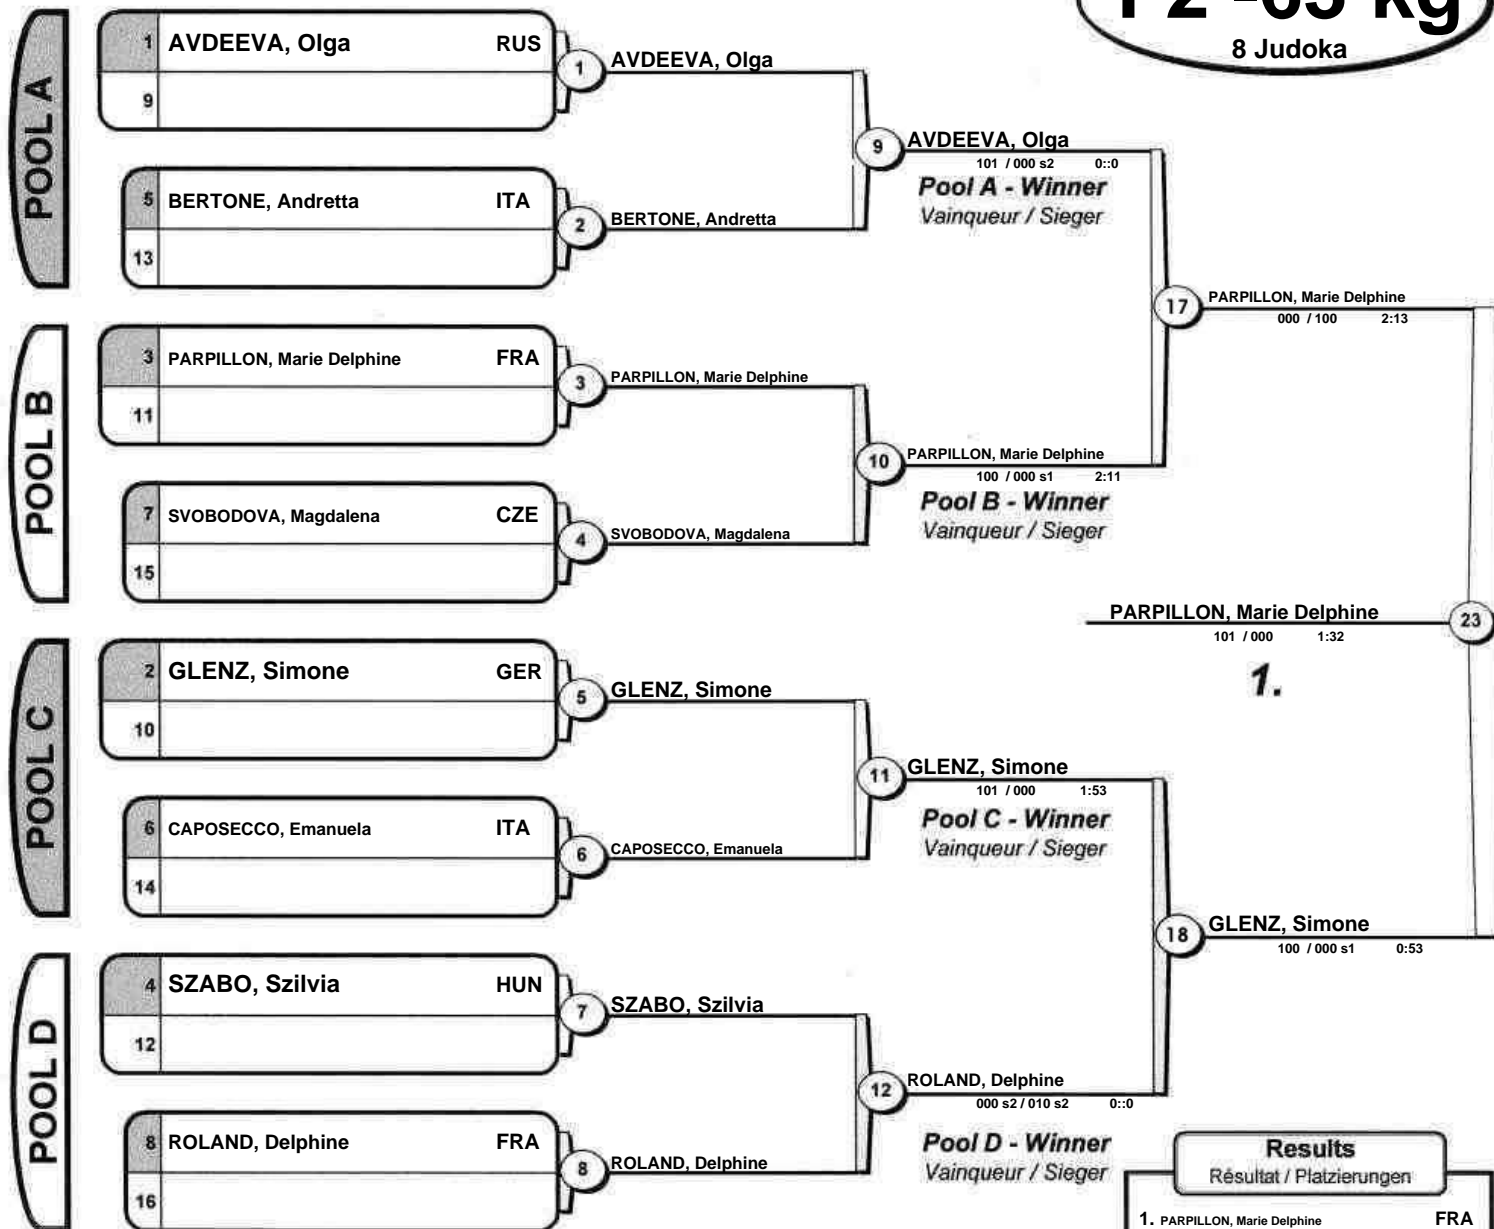 F2 -63 kg
8 Judoka
POOL A
1 AVDEEVA, Olga RUS
9
5 BERTONE, Andretta ITA
13
1 AVDEEVA, Olga
2 BERTONE, Andretta
9 AVDEEVA, Olga
101 / 000 s2 0::0
Pool A - Winner
Vainqueur / Sieger
POOL B
3 PARPILLON, Marie Delphine FRA
11
7 SVOBODOVA, Magdalena CZE
15
3 PARPILLON, Marie Delphine
4 SVOBODOVA, Magdalena
10 PARPILLON, Marie Delphine
100 / 000 s1 2:11
Pool B - Winner
Vainqueur / Sieger
17 PARPILLON, Marie Delphine
000 / 100 2:13
PARPILLON, Marie Delphine 23
101 / 000 1:32
1.
POOL C
2 GLENZ, Simone GER
10
6 CAPOSECCO, Emanuela ITA
14
5 GLENZ, Simone
6 CAPOSECCO, Emanuela
11 GLENZ, Simone
101 / 000 1:53
Pool C - Winner
Vainqueur / Sieger
18 GLENZ, Simone
100 / 000 s1 0:53
POOL D
4 SZABO, Szilvia HUN
12
8 ROLAND, Delphine FRA
16
7 SZABO, Szilvia
8 ROLAND, Delphine
12 ROLAND, Delphine
000 s2 / 010 s2 0::0
Pool D - Winner
Vainqueur / Sieger
Results
Résultat / Platzierungen
1. PARPILLON, Marie Delphine FRA